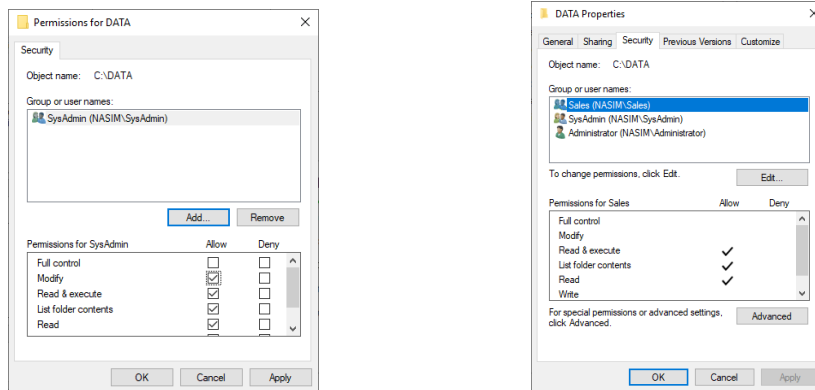 Permissions for DATA
Security
Object name: C:\DATA
Group or user names:
SysAdmin (NASIM\SysAdmin)
Add...
Remove
Permissions for SysAdmin Allow Deny
Full control
Modify
Read & execute
List folder contents
Read
OK
Cancel
Apply
DATA Properties
General Sharing Security Previous Versions Customize
Object name: C:\DATA
Group or user names:
Sales (NASIM\Sales)
SysAdmin (NASIM\SysAdmin)
Administrator (NASIM\Administrator)
To change permissions, click Edit.
Edit...
Permissions for Sales Allow Deny
Full control
Modify
Read & execute
List folder contents
Read
Write
For special permissions or advanced settings,
click Advanced.
Advanced
OK
Cancel
Apply